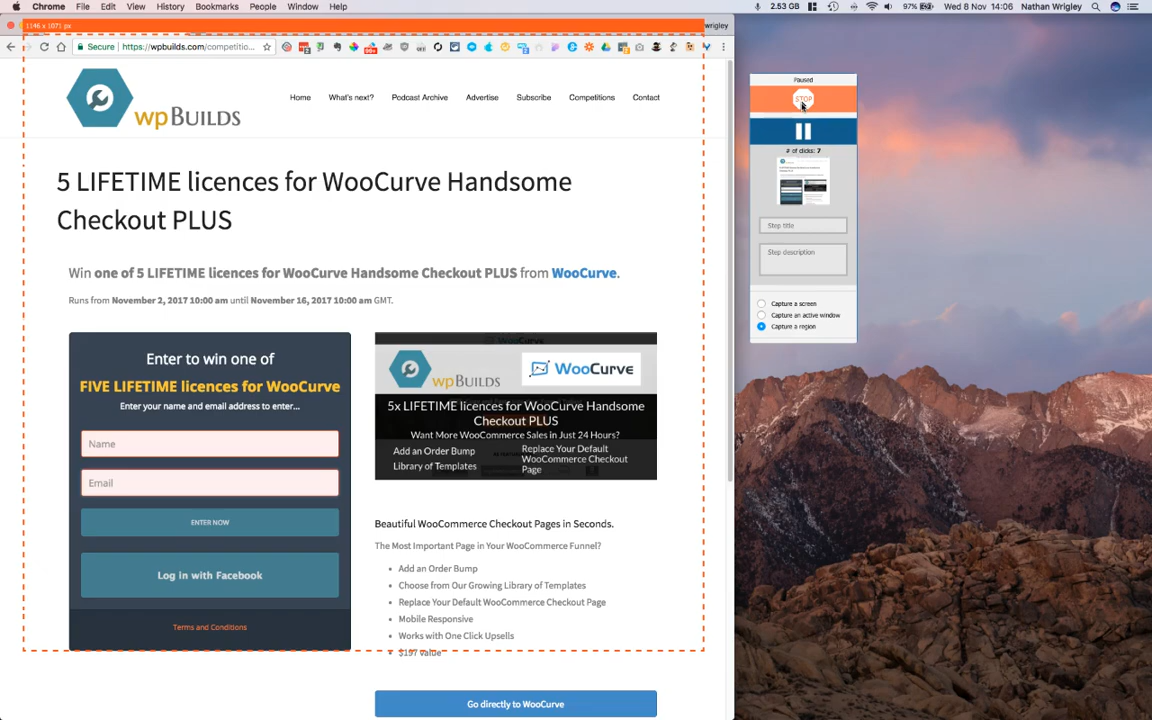 Chrome File Edit View History Bookmarks People Window Help
2.53 GB 97% Wed 8 Nov 14:06 Nathan Wrigley
1146 x 1071 px
wrigley
Secure https://wpbuilds.com/competitio...
99+
wpBUILDS
Home What's next? Podcast Archive Advertise Subscribe Competitions Contact
5 LIFETIME licences for WooCurve Handsome
Checkout PLUS
Win one of 5 LIFETIME licences for WooCurve Handsome Checkout PLUS from WooCurve.
Runs from November 2, 2017 10:00 am until November 16, 2017 10:00 am GMT.
Enter to win one of
FIVE LIFETIME licences for WooCurve
Enter your name and email address to enter...
Name
Email
ENTER NOW
Log in with Facebook
Terms and Conditions
wpBUILDS
WooCurve
5x LIFETIME licences for WooCurve Handsome
Checkout PLUS
Want More WooCommerce Sales in Just 24 Hours?
Add an Order Bump
Library of Templates
Replace Your Default
WooCommerce Checkout
Page
Beautiful WooCommerce Checkout Pages in Seconds.
The Most Important Page in Your WooCommerce Funnel?
Add an Order Bump
Choose from Our Growing Library of Templates
Replace Your Default WooCommerce Checkout Page
Mobile Responsive
Works with One Click Upsells
$197 value
Go directly to WooCurve
Paused
STOP
# of clicks: 7
Step title
Step description
Capture a screen
Capture an active window
Capture a region